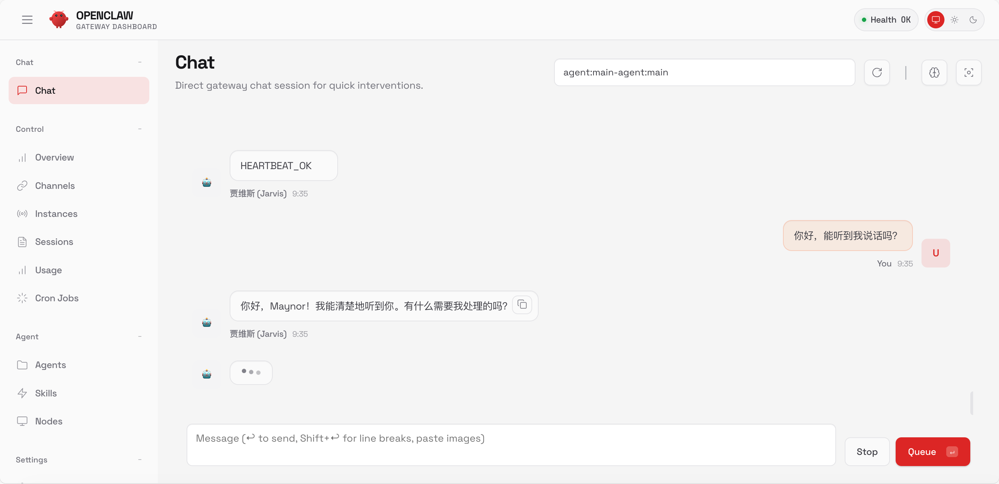 OPENCLAW
GATEWAY DASHBOARD
Health OK
Chat
Chat
Control
Overview
Channels
Instances
Sessions
Usage
Cron Jobs
Agent
Agents
Skills
Nodes
Settings
Chat
Direct gateway chat session for quick interventions.
agent:main-agent:main
HEARTBEAT_OK
贾维斯 (Jarvis) 9:35
你好，能听到我说话吗？
U
You 9:35
你好，Maynor！我能清楚地听到你。有什么需要我处理的吗？
贾维斯 (Jarvis) 9:35
Message (↩ to send, Shift+↩ for line breaks, paste images)
Stop
Queue ↵